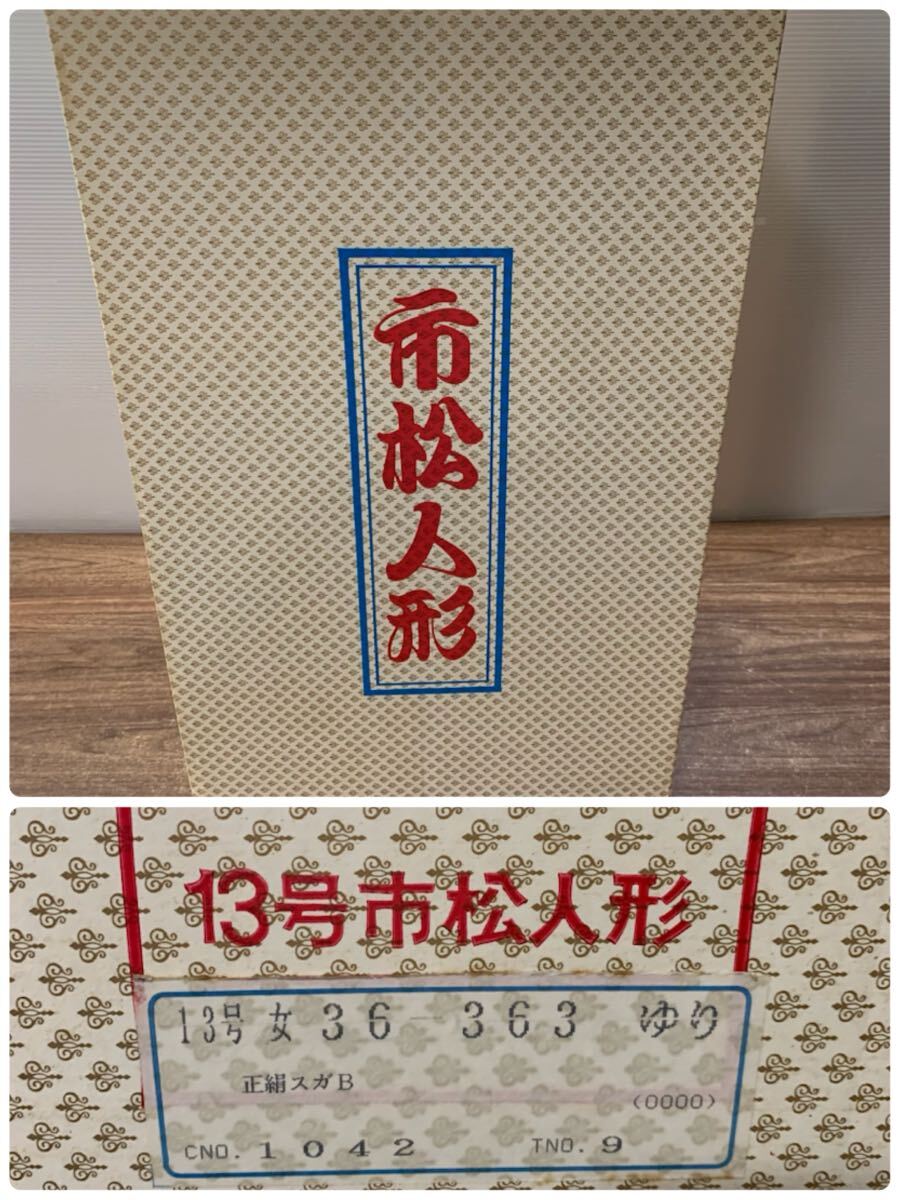 市松人形
13号市松人形
13号 女 36-363 ゆり
正絹スガB
(0000)
CNO. 1042 TNO. 9